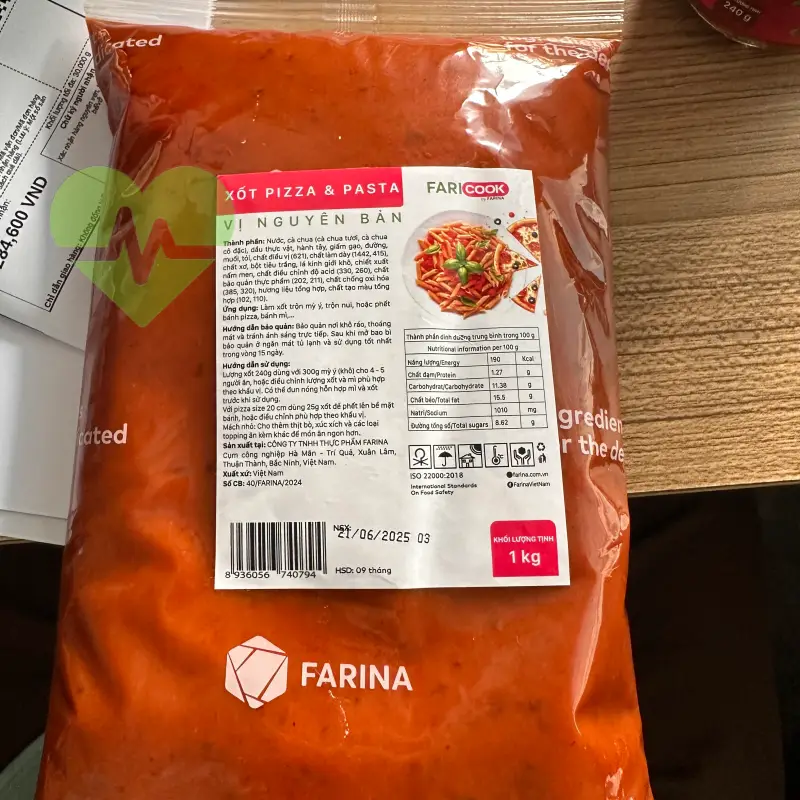 cated
for the de
240 g
Khối lượng tối đa: 30,000 g
Chữ ký người nhận
284,600 VND
XỐT PIZZA & PASTA
VỊ NGUYÊN BẢN
FARICOOK
by FARINA
Thành phần: Nước, cà chua (cà chua tươi, cà chua
cô đặc), dầu thực vật, hành tây, giấm gạo, đường,
muối, tỏi, chất điều vị (621), chất làm dày (1442, 415),
chất xơ, bột tiêu trắng, lá kinh giới khô, chiết xuất
nấm men, chất điều chỉnh độ acid (330, 260), chất
bảo quản thực phẩm (202, 211), chất chống oxi hóa
(385, 320), hương liệu tổng hợp, chất tạo màu tổng
hợp (102, 110).
Ứng dụng: Làm xốt trộn mỳ ý, trộn nui, hoặc phết
bánh pizza, bánh mì,...
Hướng dẫn bảo quản: Bảo quản nơi khô ráo, thoáng
mát và tránh ánh sáng trực tiếp. Sau khi mở bao bì
bảo quản ở ngăn mát tủ lạnh và sử dụng tốt nhất
trong vòng 15 ngày.
Hướng dẫn sử dụng:
Lượng xốt 240g dùng với 300g mỳ ý (khô) cho 4 - 5
người ăn, hoặc điều chỉnh lượng xốt và mì phù hợp
theo khẩu vị. Có thể đun nóng hỗn hợp mì và xốt
trước khi sử dụng.
Với pizza size 20 cm dùng 25g xốt để phết lên bề mặt
bánh, hoặc điều chỉnh phù hợp theo khẩu vị.
Mách nhỏ: Cho thêm thịt bò, xúc xích và các loại
topping ăn kèm khác để món ăn ngon hơn.
Sản xuất tại: CÔNG TY TNHH THỰC PHẨM FARINA
Cụm công nghiệp Hà Mãn - Trí Quả, Xuân Lâm,
Thuận Thành, Bắc Ninh, Việt Nam.
Xuất xứ: Việt Nam
Số CB: 40/FARINA/2024
Thành phần dinh dưỡng trung bình trong 100 g
Nutritional information per 100 g
Năng lượng/Energy 190 Kcal
Chất đạm/Protein 1.27 g
Carbohydrat/Carbohydrate 11.38 g
Chất béo/Total fat 15.5 g
Natri/Sodium 1010 mg
Đường tổng số/Total sugars 8.62 g
ISO 22000:2018
International Standards
On Food Safety
farina.com.vn
FarinaVietNam
NSX:
21/06/2025 03
HSD: 09 tháng
8 936056 740794
KHỐI LƯỢNG TỊNH
1 kg
cated
gredien
r the de
FARINA